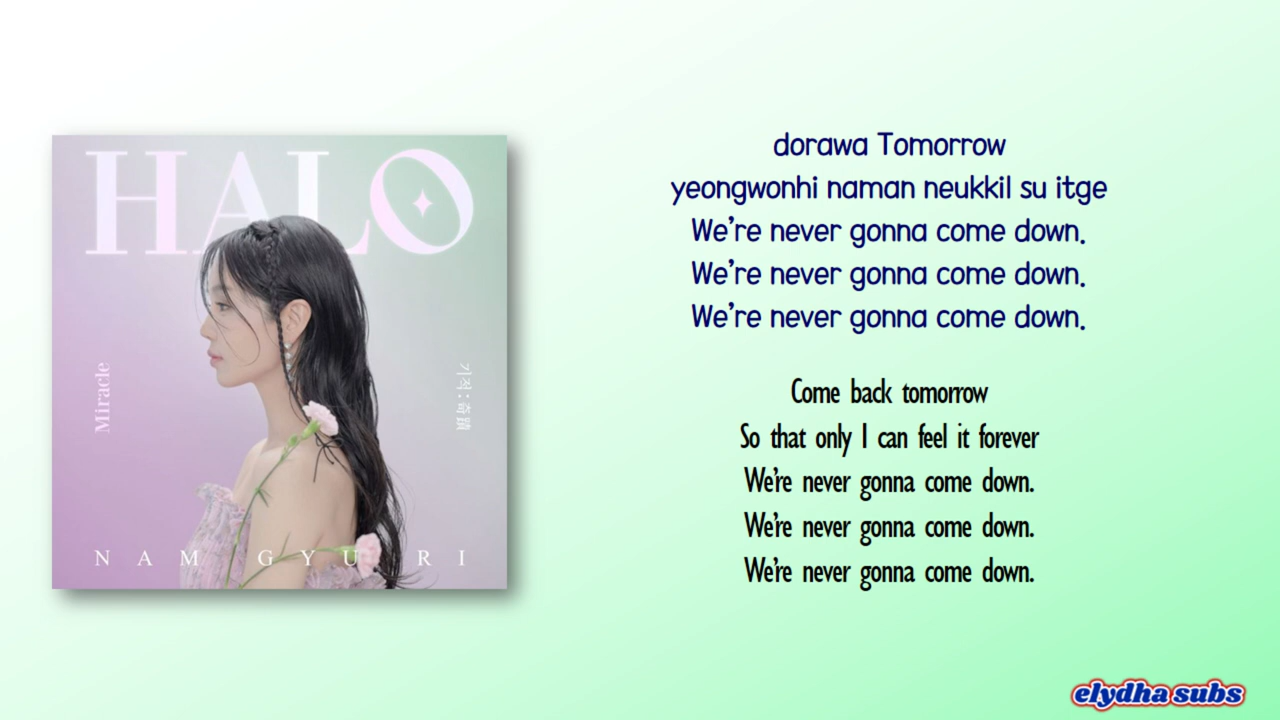 HALO
Miracle
기적:奇蹟
NAM GYU RI
dorawa Tomorrow
yeongwonhi naman neukkil su itge
We're never gonna come down.
We're never gonna come down.
We're never gonna come down.
Come back tomorrow
So that only I can feel it forever
We're never gonna come down.
We're never gonna come down.
We're never gonna come down.
elydha subs